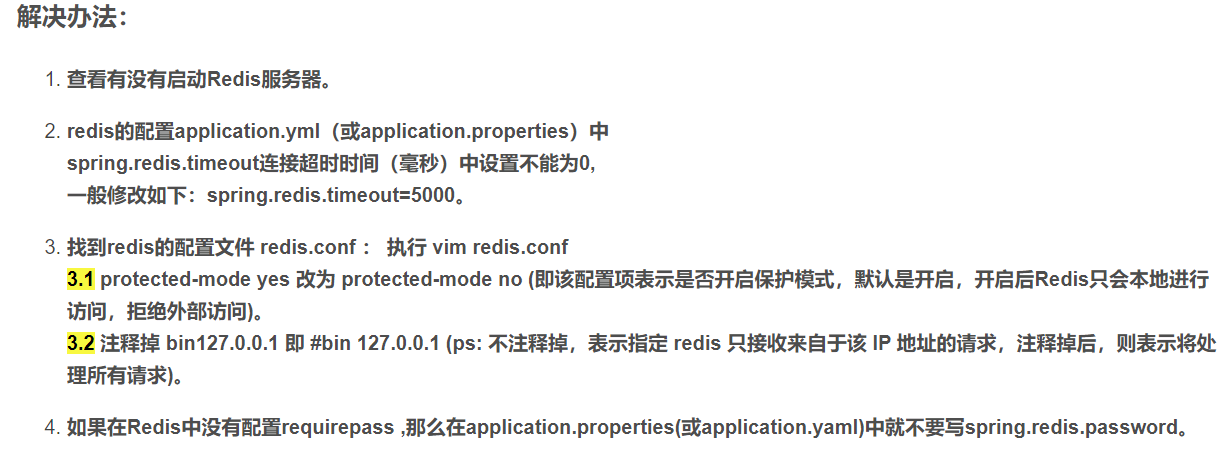 解决办法：
1. 查看有没有启动Redis服务器。
2. redis的配置application.yml（或application.properties）中
spring.redis.timeout连接超时时间（毫秒）中设置不能为0,
一般修改如下：spring.redis.timeout=5000。
3. 找到redis的配置文件 redis.conf ： 执行 vim redis.conf
3.1 protected-mode yes 改为 protected-mode no (即该配置项表示是否开启保护模式，默认是开启，开启后Redis只会本地进行
访问，拒绝外部访问)。
3.2 注释掉 bin127.0.0.1 即 #bin 127.0.0.1 (ps: 不注释掉，表示指定 redis 只接收来自于该 IP 地址的请求，注释掉后，则表示将处
理所有请求)。
4. 如果在Redis中没有配置requirepass ,那么在application.properties(或application.yaml)中就不要写spring.redis.password。